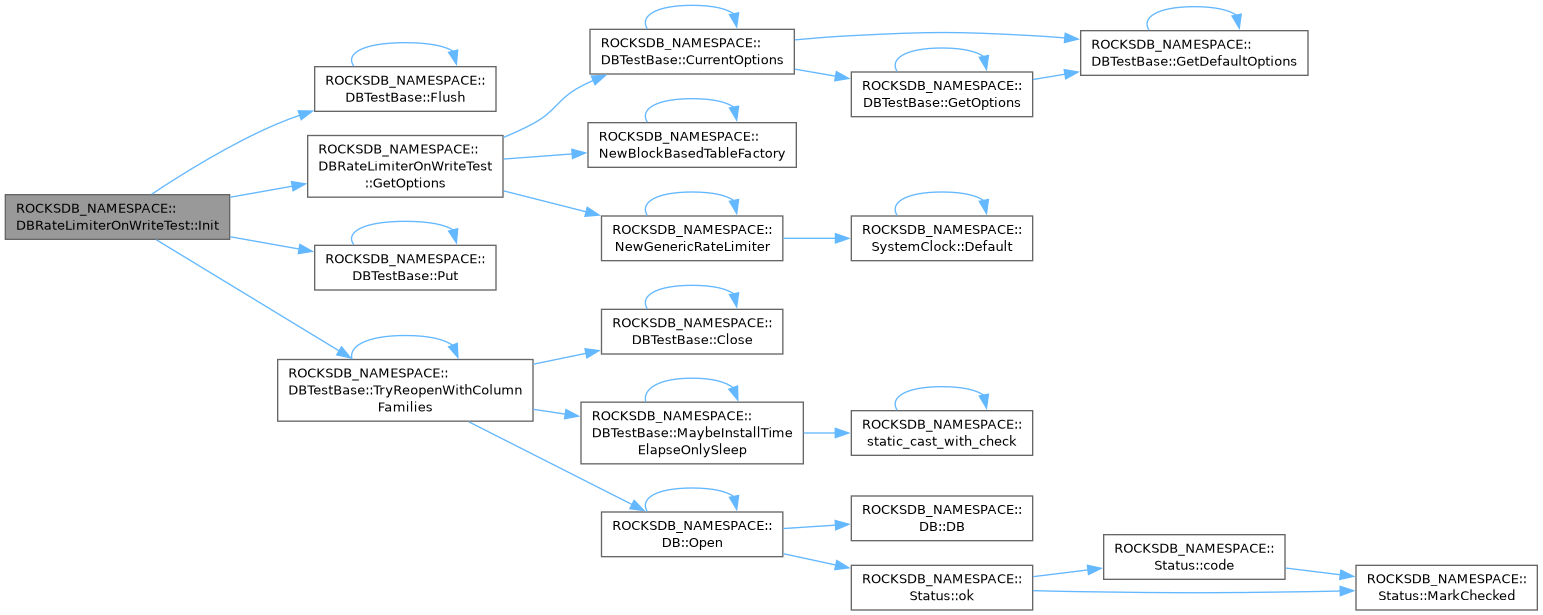 ROCKSDB_NAMESPACE::
DBRateLimiterOnWriteTest::Init
ROCKSDB_NAMESPACE::
DBTestBase::Flush
ROCKSDB_NAMESPACE::
DBRateLimiterOnWriteTest
::GetOptions
ROCKSDB_NAMESPACE::
DBTestBase::Put
ROCKSDB_NAMESPACE::
DBTestBase::TryReopenWithColumn
Families
ROCKSDB_NAMESPACE::
DBTestBase::CurrentOptions
ROCKSDB_NAMESPACE::
NewBlockBasedTableFactory
ROCKSDB_NAMESPACE::
NewGenericRateLimiter
ROCKSDB_NAMESPACE::
DBTestBase::Close
ROCKSDB_NAMESPACE::
DBTestBase::MaybeInstallTime
ElapseOnlySleep
ROCKSDB_NAMESPACE::
DB::Open
ROCKSDB_NAMESPACE::
DBTestBase::GetOptions
ROCKSDB_NAMESPACE::
SystemClock::Default
ROCKSDB_NAMESPACE::
static_cast_with_check
ROCKSDB_NAMESPACE::
DB::DB
ROCKSDB_NAMESPACE::
Status::ok
ROCKSDB_NAMESPACE::
DBTestBase::GetDefaultOptions
ROCKSDB_NAMESPACE::
Status::code
ROCKSDB_NAMESPACE::
Status::MarkChecked